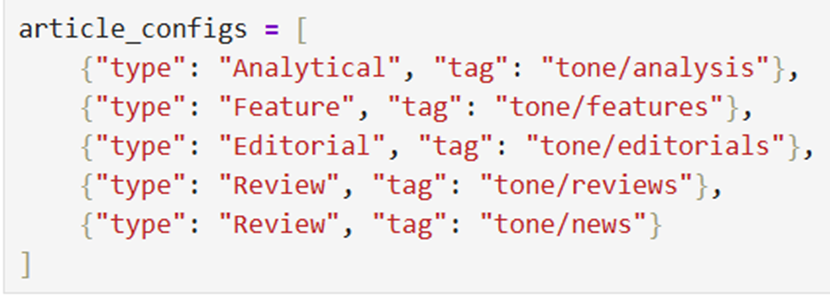 article_configs = [
    {"type": "Analytical", "tag": "tone/analysis"},
    {"type": "Feature", "tag": "tone/features"},
    {"type": "Editorial", "tag": "tone/editorials"},
    {"type": "Review", "tag": "tone/reviews"},
    {"type": "Review", "tag": "tone/news"}
]